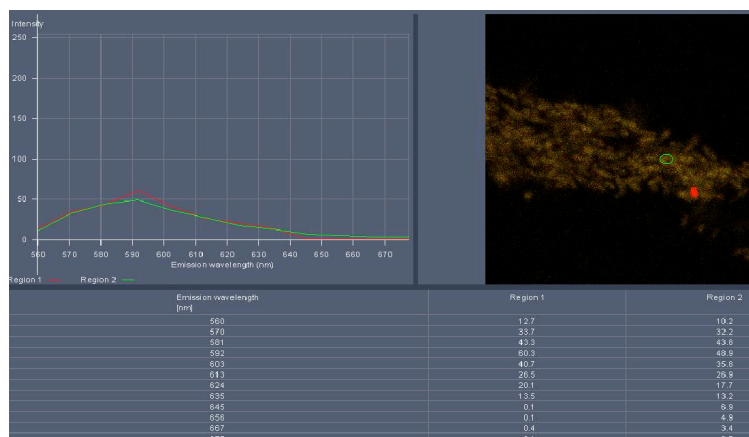 Intensity
250
200
150
100
50
0
560 570 580 590 600 610 620 630 640 650 660 670
Emission wavelength (nm)
Region 1 Region 2
Emission wavelength Region 1 Region 2
[nm]
560 12.7 10.2
570 33.7 32.2
581 43.3 43.8
592 60.3 48.9
603 40.7 35.8
613 26.5 26.9
624 20.1 17.7
635 13.5 13.2
645 0.1 6.9
656 0.1 4.9
667 0.4 3.4